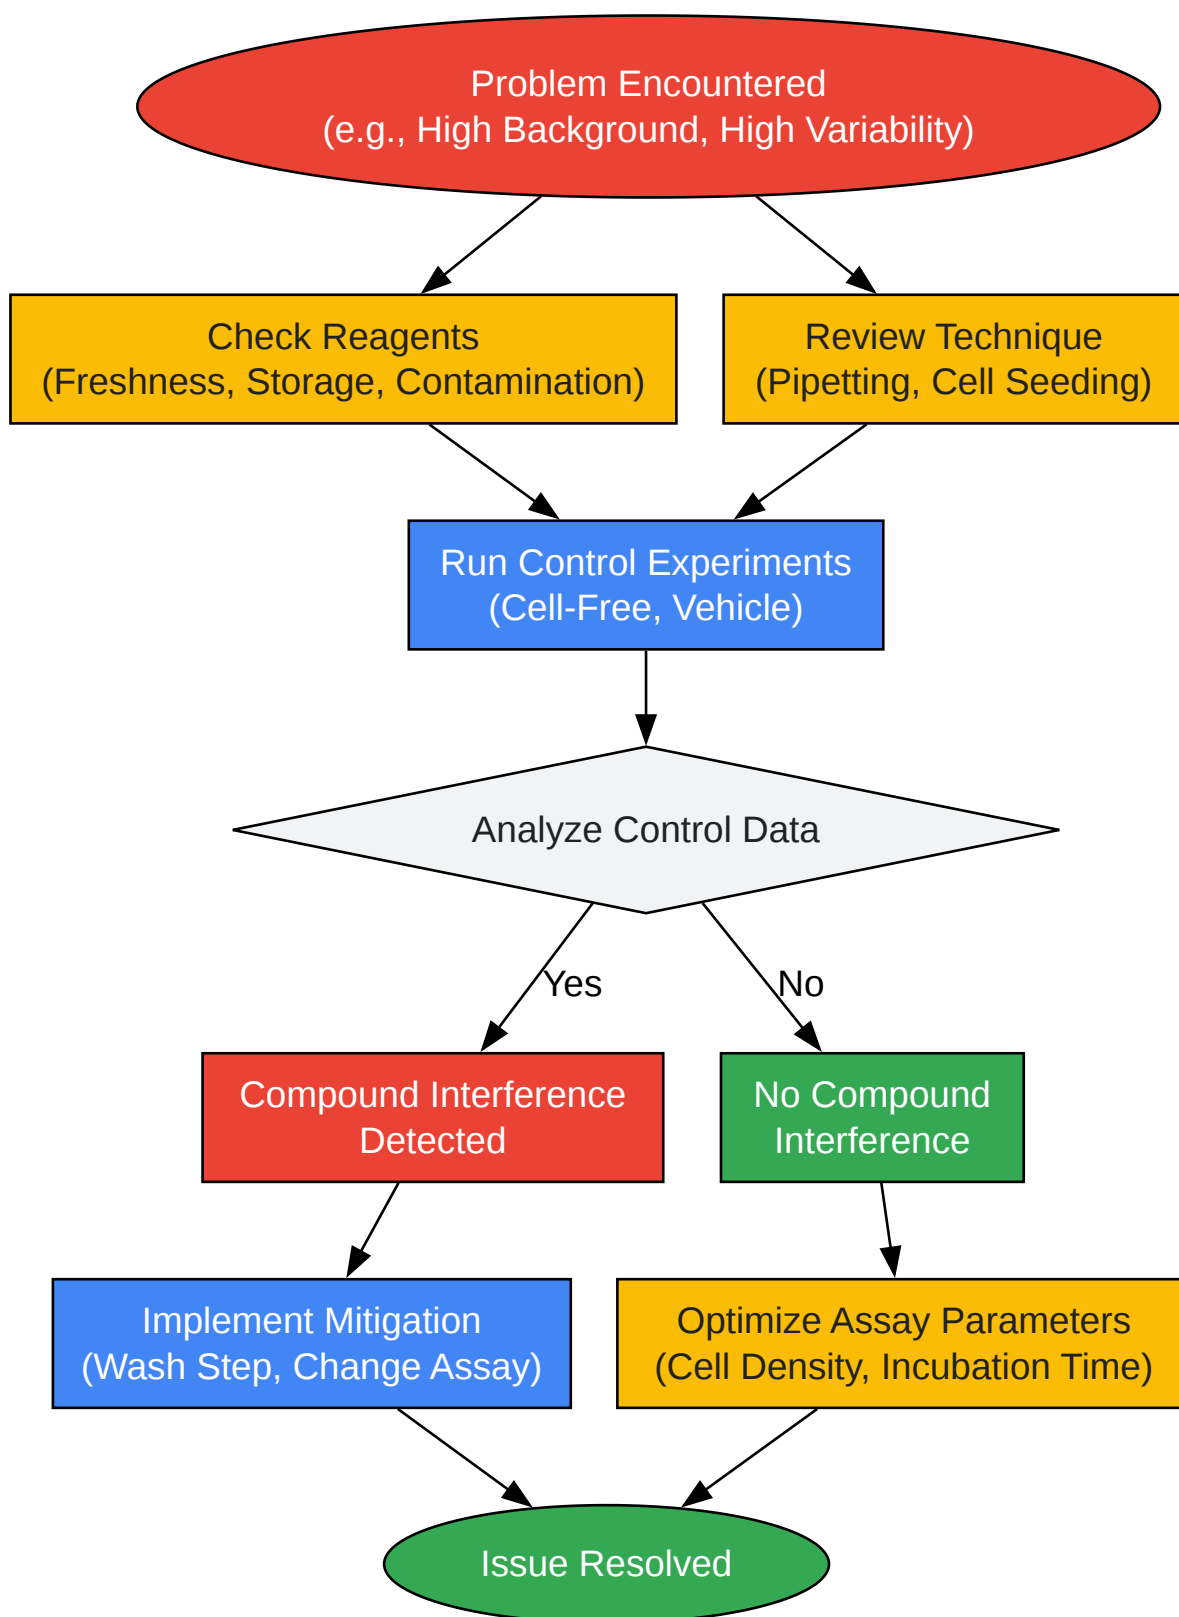 Problem Encountered
(e.g., High Background, High Variability)
Check Reagents
(Freshness, Storage, Contamination)
Review Technique
(Pipetting, Cell Seeding)
Run Control Experiments
(Cell-Free, Vehicle)
Analyze Control Data
Yes
No
Compound Interference
Detected
No Compound
Interference
Implement Mitigation
(Wash Step, Change Assay)
Optimize Assay Parameters
(Cell Density, Incubation Time)
Issue Resolved